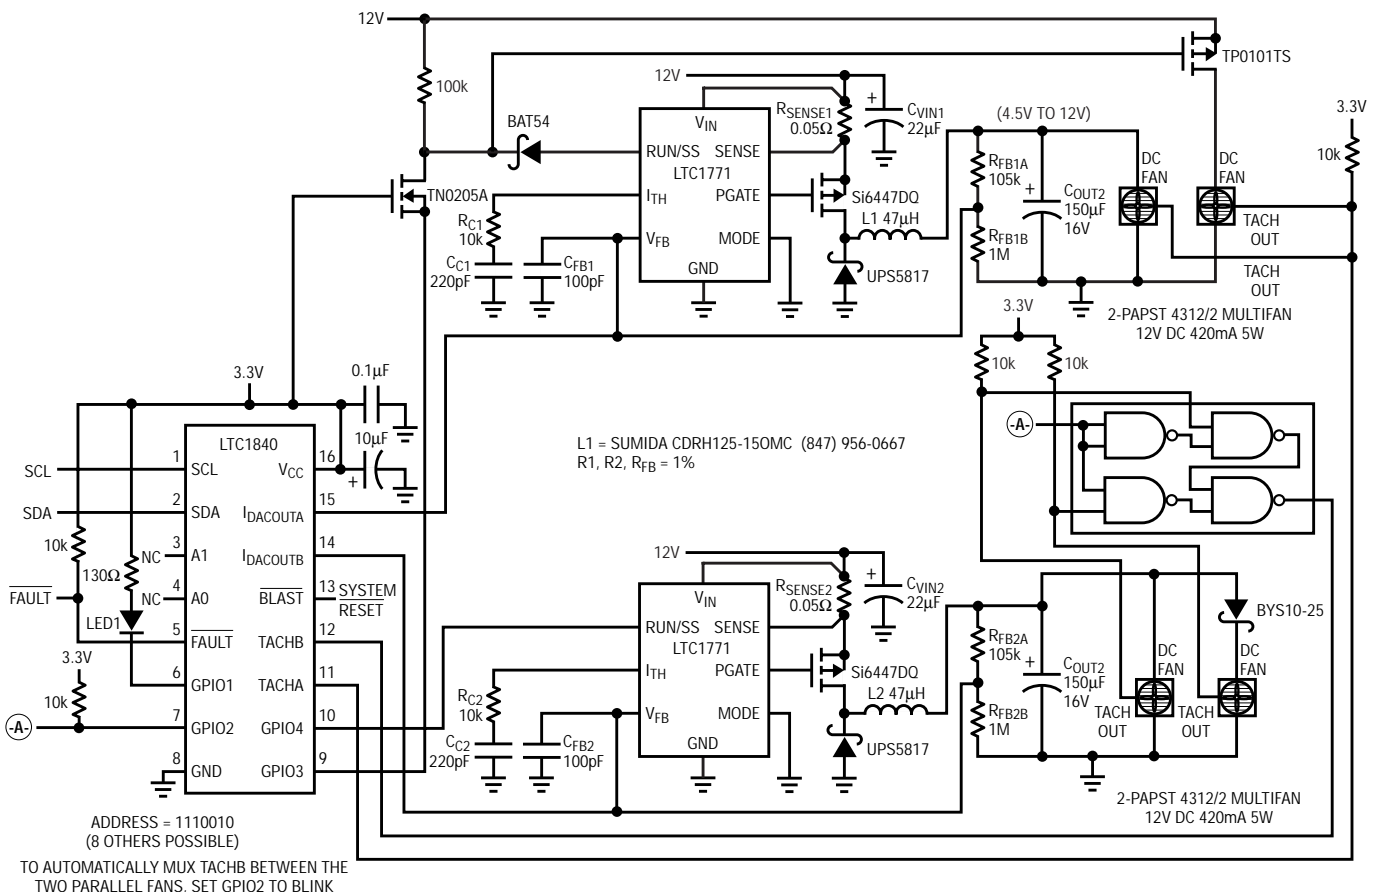 12V
TP0101TS
100k
12V
RSENSE1
0.05Ω
CVIN1
22µF
(4.5V TO 12V)
3.3V
10k
BAT54
VIN
RUN/SS
SENSE
LTC1771
ITH
PGATE
VFB
MODE
GND
TN0205A
RC1
10k
CC1
220pF
CFB1
100pF
Si6447DQ
L1 47µH
UPS5817
RFB1A
105k
RFB1B
1M
+
COUT2
150µF
16V
DC
FAN
DC
FAN
TACH
OUT
TACH
OUT
2-PAPST 4312/2 MULTIFAN
12V DC 420mA 5W
3.3V
10k
10k
-A-
3.3V
0.1µF
10µF
+
L1 = SUMIDA CDRH125-15OMC (847) 956-0667
R1, R2, RFB = 1%
LTC1840
SCL
1
SCL
VCC
16
SDA
2
SDA
IDACOUTA
15
10k
NC
3
A1
IDACOUTB
14
130Ω
NC
4
A0
BLAST
13
SYSTEM
RESET
FAULT
LED1
5
FAULT
TACHB
12
3.3V
10k
6
GPIO1
TACHA
11
-A-
7
GPIO2
GPIO4
10
8
GND
GPIO3
9
12V
RSENSE2
0.05Ω
+
CVIN2
22µF
VIN
RUN/SS
SENSE
LTC1771
ITH
PGATE
VFB
MODE
GND
RC2
10k
CC2
220pF
CFB2
100pF
Si6447DQ
L2 47µH
UPS5817
RFB2A
105k
RFB2B
1M
+
COUT2
150µF
16V
BYS10-25
DC
FAN
DC
FAN
TACH
OUT
TACH
OUT
2-PAPST 4312/2 MULTIFAN
12V DC 420mA 5W
ADDRESS = 1110010
(8 OTHERS POSSIBLE)
TO AUTOMATICALLY MUX TACHB BETWEEN THE
TWO PARALLEL FANS, SET GPIO2 TO BLINK